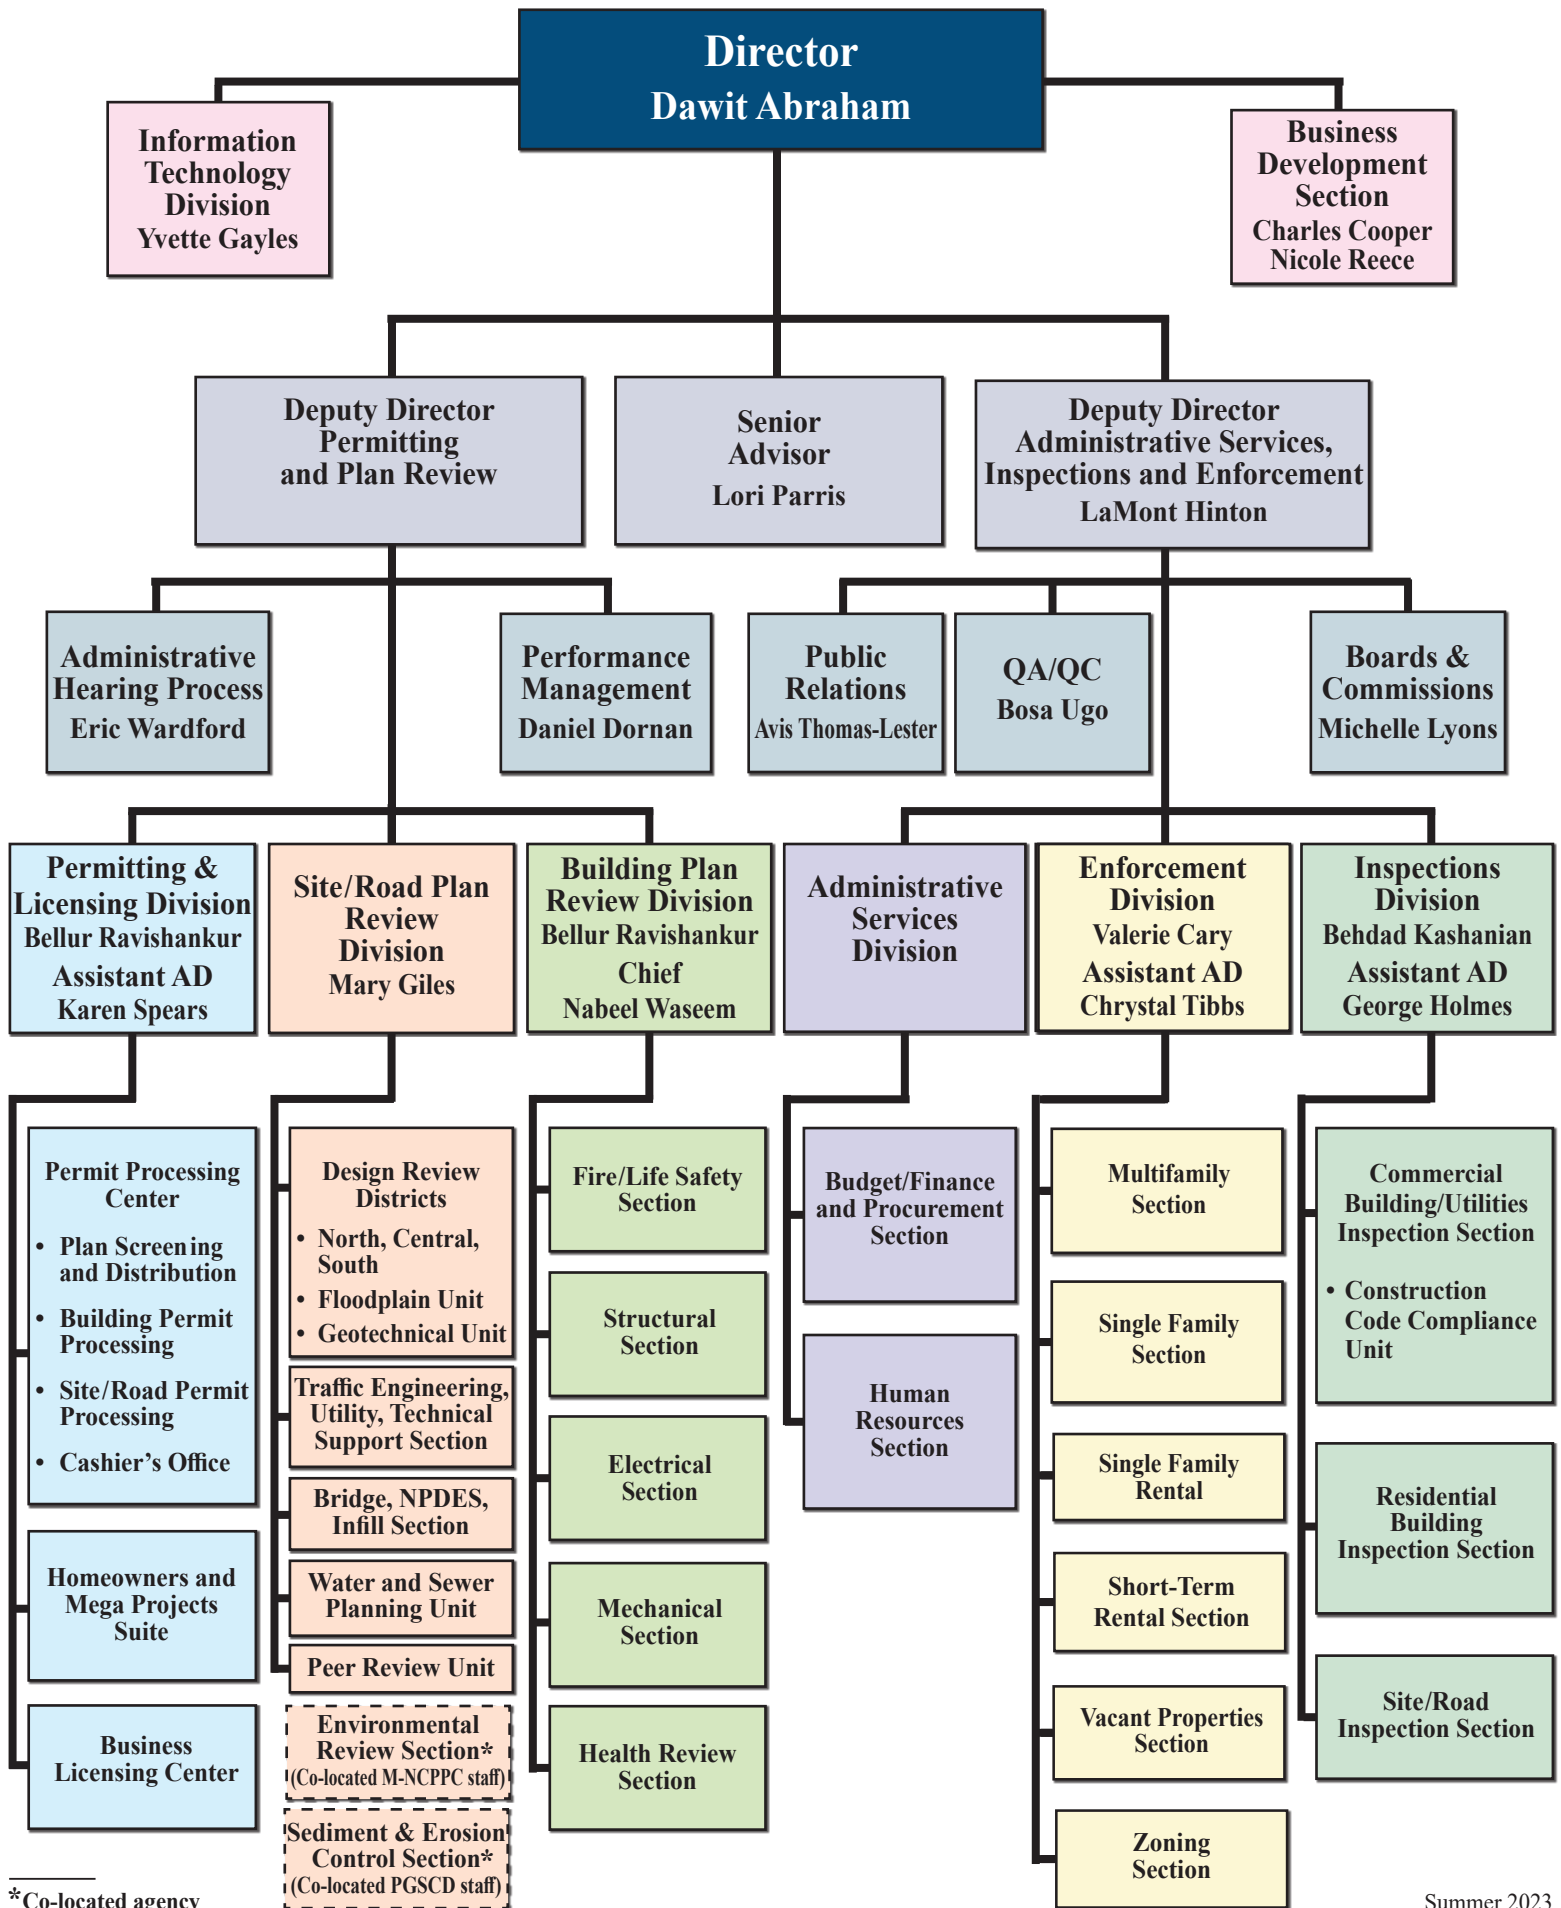 Director
Dawit Abraham
Information
Technology
Division
Yvette Gayles
Business
Development
Section
Charles Cooper
Nicole Reece
Deputy Director
Permitting
and Plan Review
Senior
Advisor
Lori Parris
Deputy Director
Administrative Services,
Inspections and Enforcement
LaMont Hinton
Administrative
Hearing Process
Eric Wardford
Performance
Management
Daniel Dornan
Public
Relations
Avis Thomas-Lester
QA/QC
Bosa Ugo
Boards &
Commissions
Michelle Lyons
Permitting &
Licensing Division
Bellur Ravishankur
Assistant AD
Karen Spears
Site/Road Plan
Review
Division
Mary Giles
Building Plan
Review Division
Bellur Ravishankur
Chief
Nabeel Waseem
Administrative
Services
Division
Enforcement
Division
Valerie Cary
Assistant AD
Chrystal Tibbs
Inspections
Division
Behdad Kashanian
Assistant AD
George Holmes
Permit Processing
Center
• Plan Screening
and Distribution
• Building Permit
Processing
• Site/Road Permit
Processing
• Cashier's Office
Homeowners and
Mega Projects
Suite
Business
Licensing Center
Design Review
Districts
• North, Central,
South
• Floodplain Unit
• Geotechnical Unit
Traffic Engineering,
Utility, Technical
Support Section
Bridge, NPDES,
Infill Section
Water and Sewer
Planning Unit
Peer Review Unit
Environmental
Review Section*
(Co-located M-NCPPC staff)
Sediment & Erosion
Control Section*
(Co-located PGSCD staff)
Fire/Life Safety
Section
Structural
Section
Electrical
Section
Mechanical
Section
Health Review
Section
Budget/Finance
and Procurement
Section
Human
Resources
Section
Multifamily
Section
Single Family
Section
Single Family
Rental
Short-Term
Rental Section
Vacant Properties
Section
Zoning
Section
Commercial
Building/Utilities
Inspection Section
• Construction
Code Compliance
Unit
Residential
Building
Inspection Section
Site/Road
Inspection Section
*Co-located agency
Summer 2023